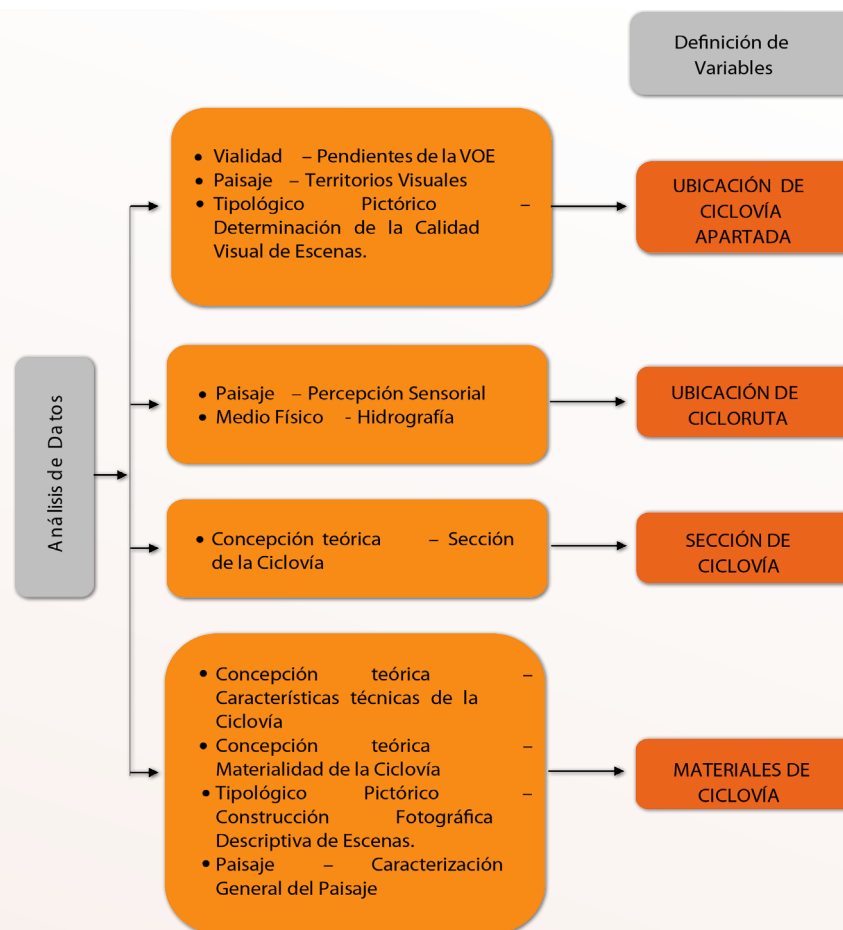 Definición de
Variables
• Vialidad – Pendientes de la VOE
• Paisaje – Territorios Visuales
• Tipológico Pictórico –
Determinación de la Calidad
Visual de Escenas.
UBICACIÓN DE
CICLOVÍA
APARTADA
Análisis de Datos
• Paisaje – Percepción Sensorial
• Medio Físico - Hidrografía
UBICACIÓN DE
CICLORUTA
• Concepción teórica – Sección
de la Ciclovía
SECCIÓN DE
CICLOVÍA
• Concepción teórica –
Características técnicas de la
Ciclovía
• Concepción teórica –
Materialidad de la Ciclovía
• Tipológico Pictórico –
Construcción Fotográfica
Descriptiva de Escenas.
• Paisaje – Caracterización
General del Paisaje
MATERIALES DE
CICLOVÍA